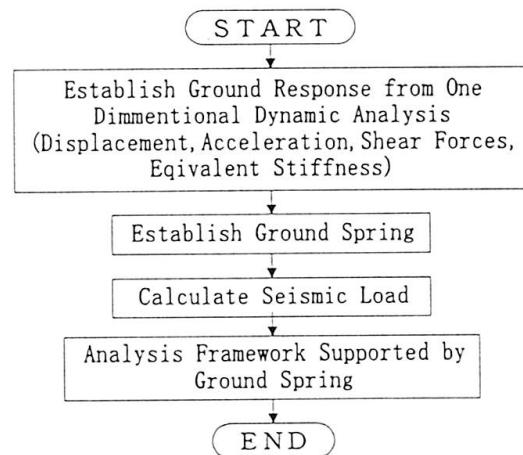 START
Establish Ground Response from One
Dimmentional Dynamic Analysis
(Displacement, Acceleration, Shear Forces,
Eqivalent Stiffness)
Establish Ground Spring
Calculate Seismic Load
Analysis Framework Supported by
Ground Spring
END